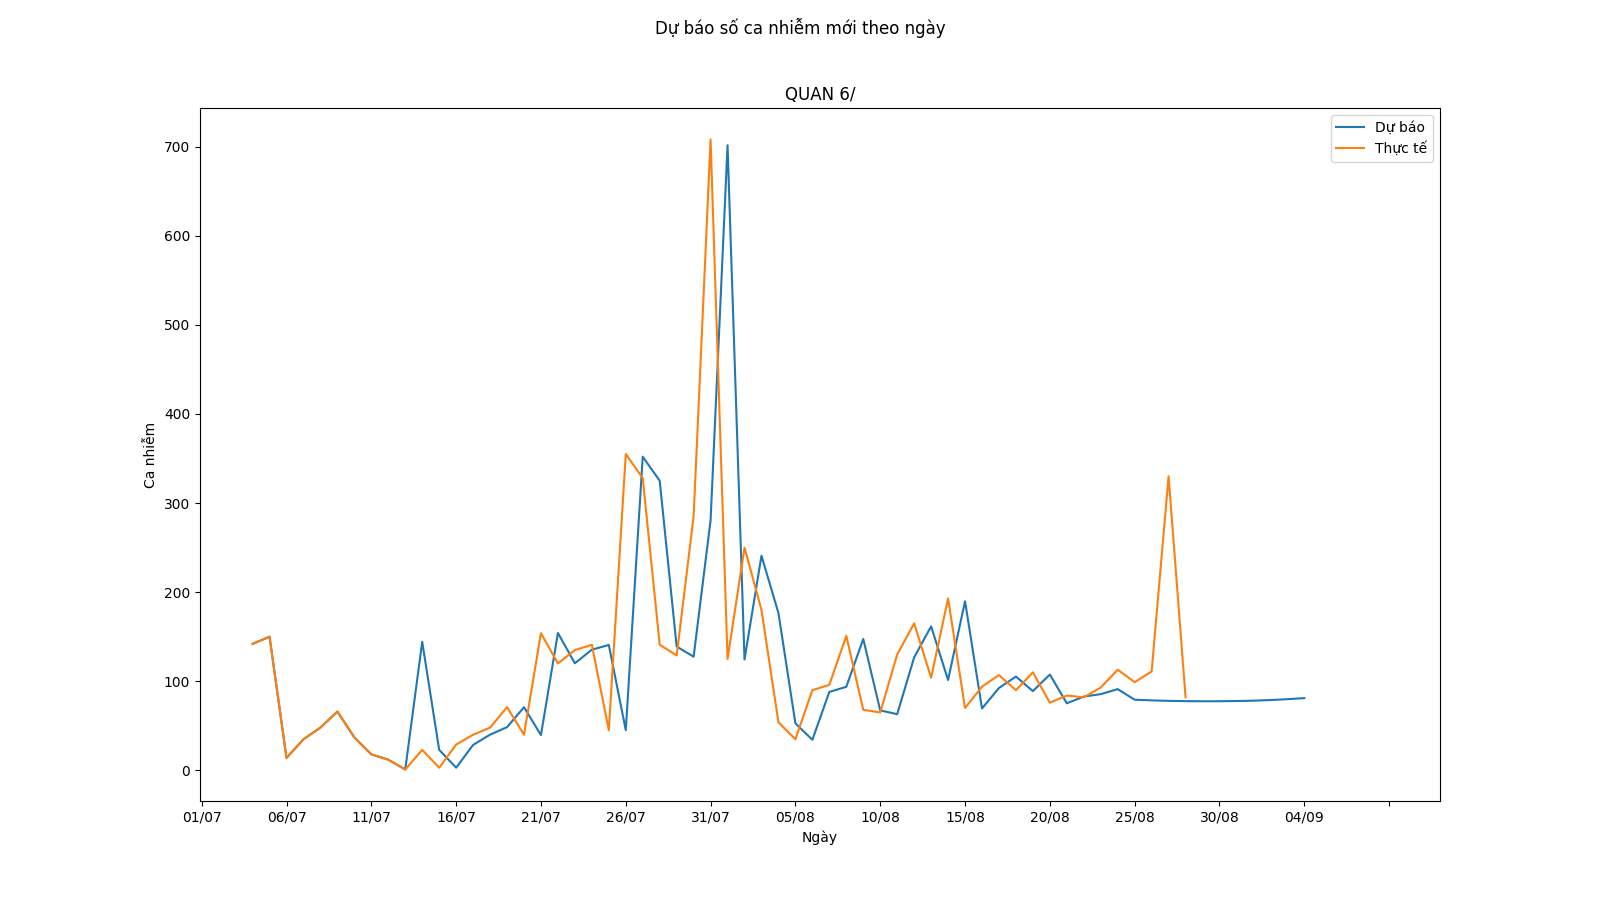 Dự báo số ca nhiễm mới theo ngày
QUAN 6/
Dự báo
Thực tế
700
600
500
400
300
200
100
0
Ca nhiễm
01/07 06/07 11/07 16/07 21/07 26/07 31/07 05/08 10/08 15/08 20/08 25/08 30/08 04/09
Ngày